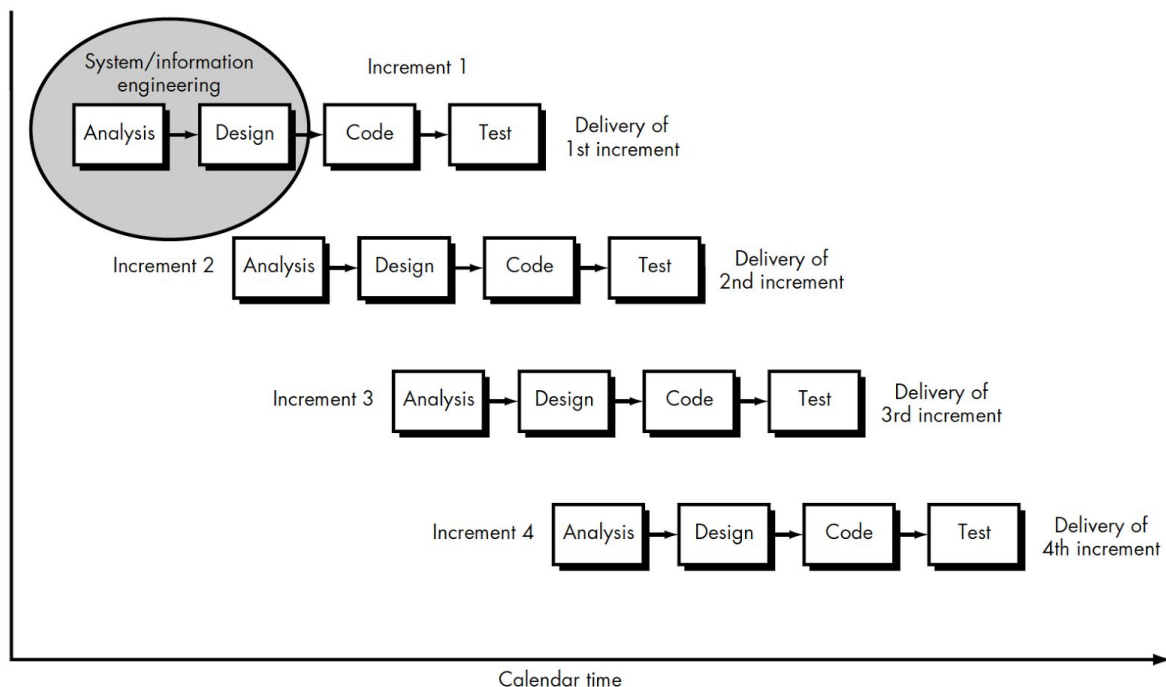 System/information
engineering
Increment 1
Analysis
Design
Code
Test
Delivery of
1st increment
Increment 2
Analysis
Design
Code
Test
Delivery of
2nd increment
Increment 3
Analysis
Design
Code
Test
Delivery of
3rd increment
Increment 4
Analysis
Design
Code
Test
Delivery of
4th increment
Calendar time